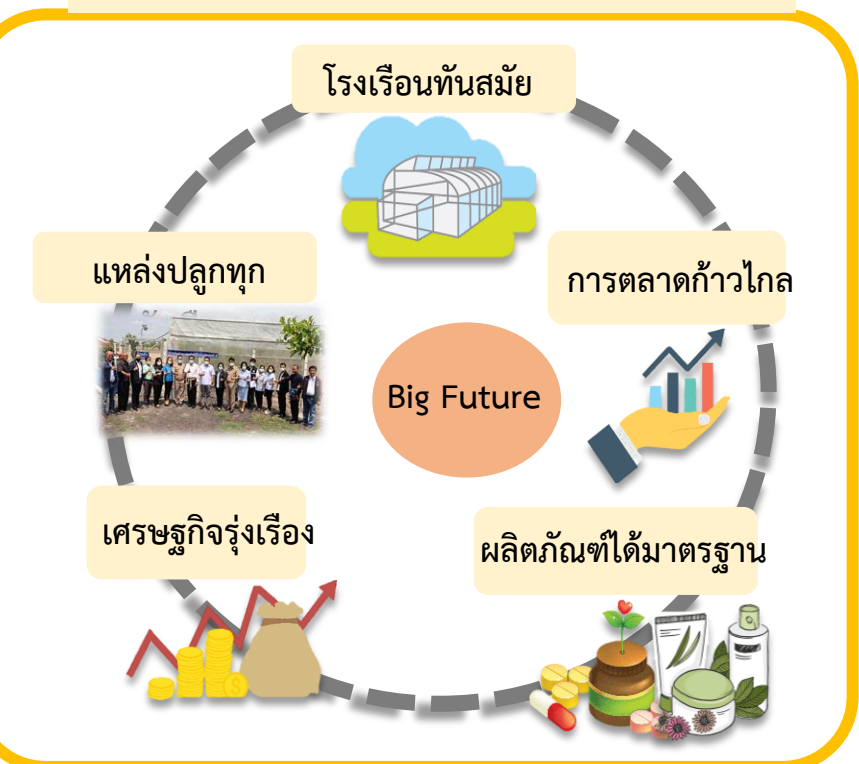 โรงเรือนทันสมัย
แหล่งปลูกทุก
การตลาดก้าวไกล
Big Future
เศรษฐกิจรุ่งเรือง
ผลิตภัณฑ์ได้มาตรฐาน